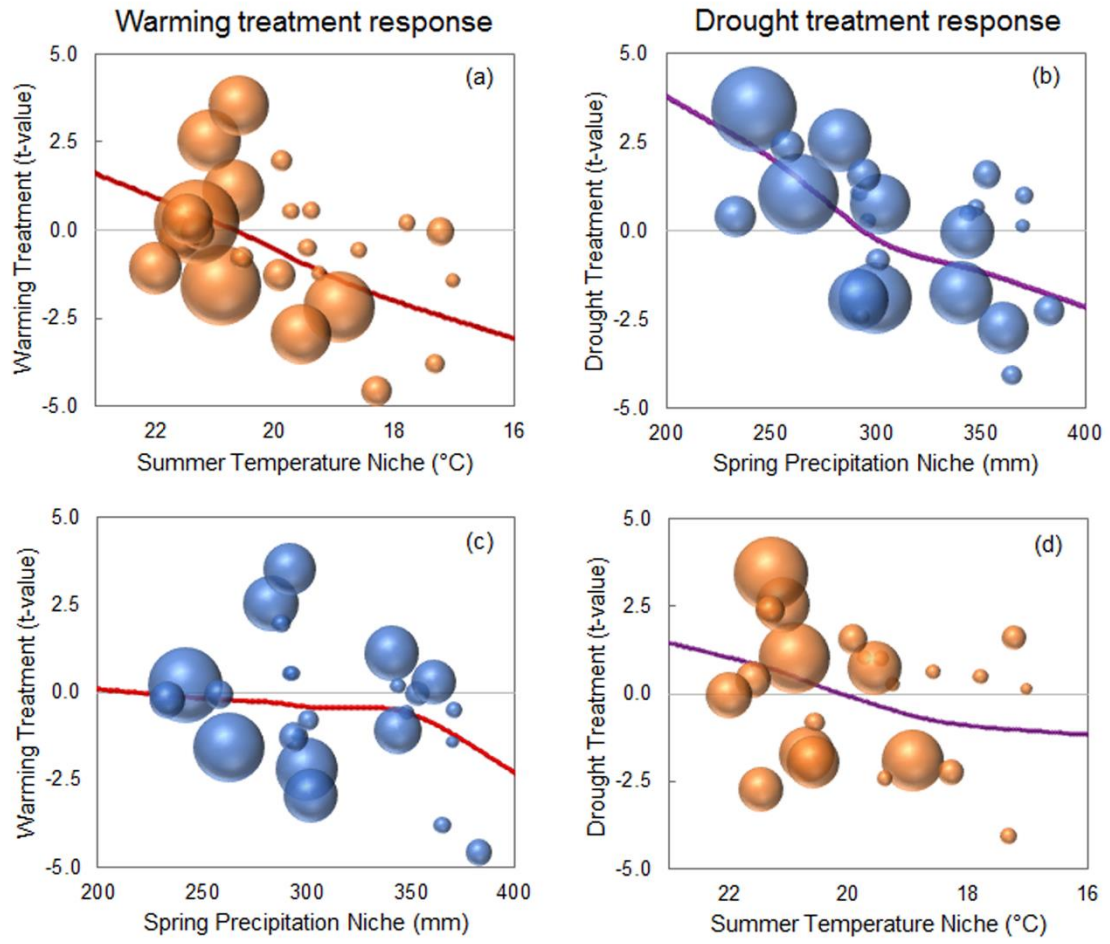 Warming treatment response
Drought treatment response
Warming Treatment (t-value)
5.0
2.5
0.0
-2.5
-5.0
(a)
22 20 18 16
Summer Temperature Niche (°C)
Drought Treatment (t-value)
5.0
2.5
0.0
-2.5
-5.0
(b)
200 250 300 350 400
Spring Precipitation Niche (mm)
Warming Treatment (t-value)
5.0
2.5
0.0
-2.5
-5.0
(c)
200 250 300 350 400
Spring Precipitation Niche (mm)
Drought Treatment (t-value)
5.0
2.5
0.0
-2.5
-5.0
(d)
22 20 18 16
Summer Temperature Niche (°C)